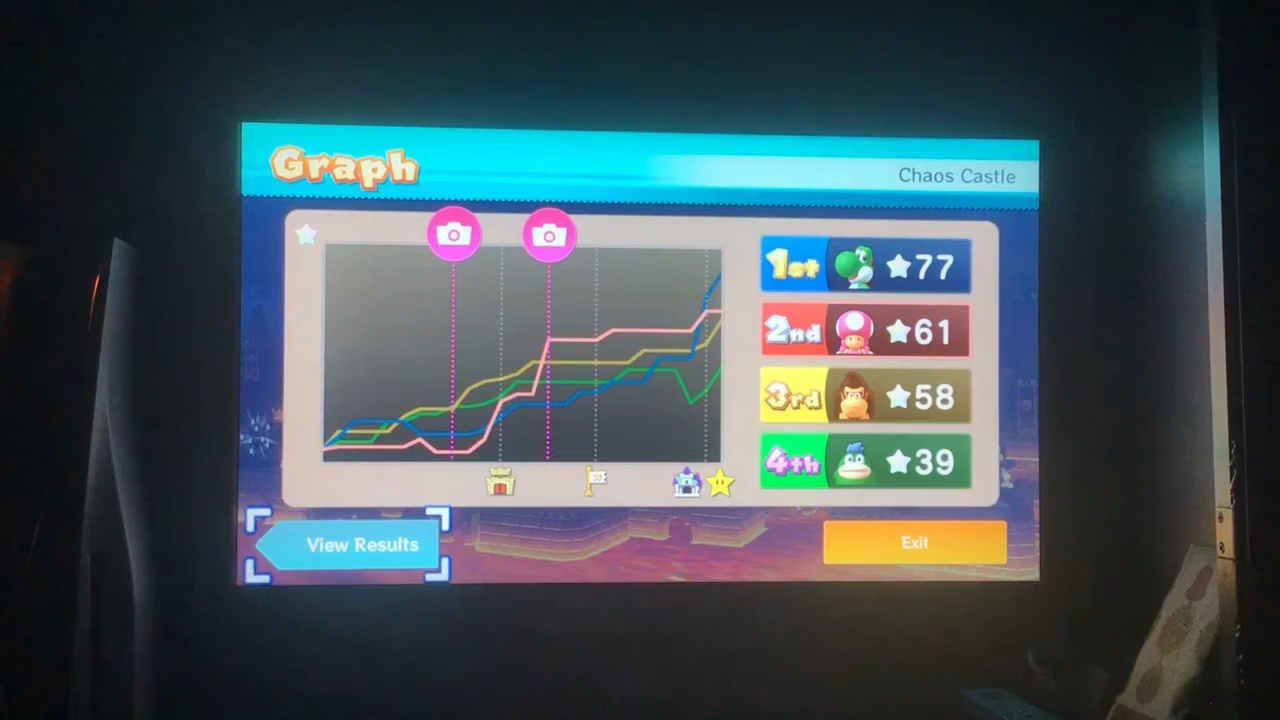 Graph
Chaos Castle
1st 77
2nd 61
3rd 58
4th 39
View Results
Exit